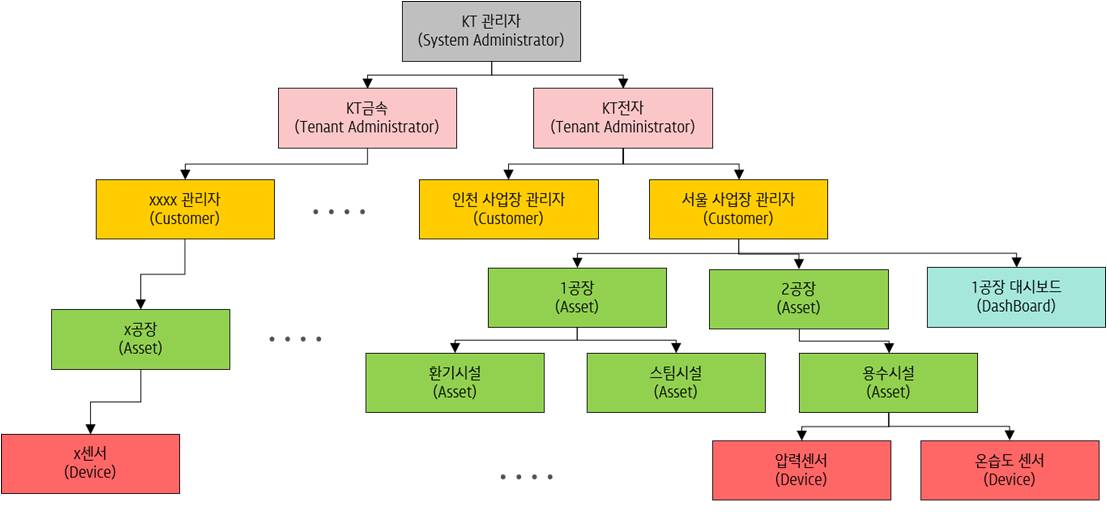 KT 관리자
(System Administrator)
KT금속
(Tenant Administrator)
KT전자
(Tenant Administrator)
xxxx 관리자
(Customer)
인천 사업장 관리자
(Customer)
서울 사업장 관리자
(Customer)
1공장
(Asset)
2공장
(Asset)
1공장 대시보드
(DashBoard)
x공장
(Asset)
환기시설
(Asset)
스팀시설
(Asset)
용수시설
(Asset)
x센서
(Device)
압력센서
(Device)
온습도 센서
(Device)